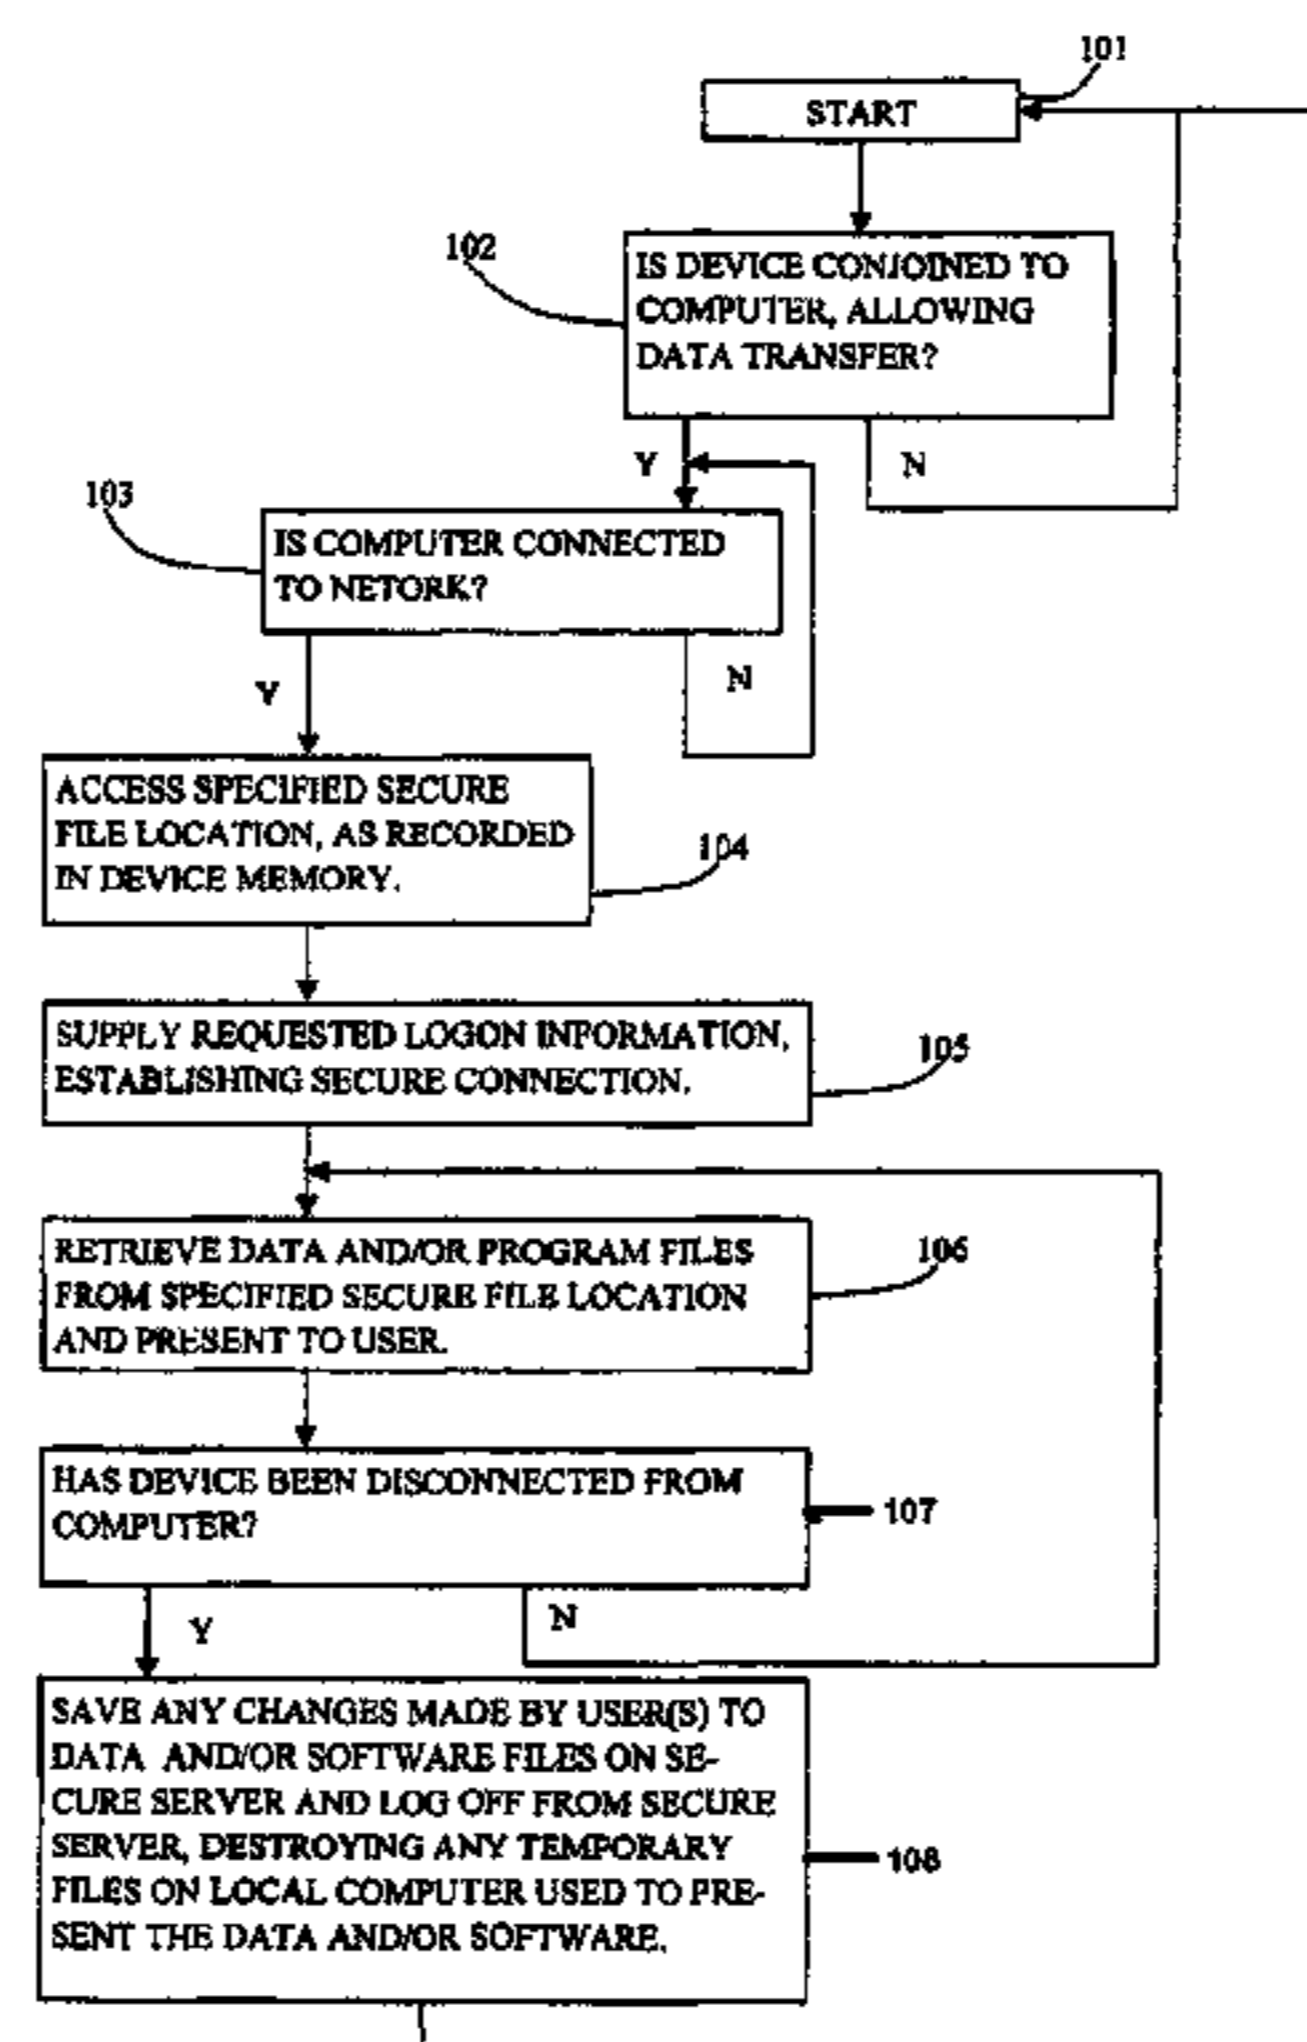 101
START
102
IS DEVICE CONJOINED TO
COMPUTER, ALLOWING
DATA TRANSFER?
Y
N
103
IS COMPUTER CONNECTED
TO NETORK?
Y
N
ACCESS SPECIFIED SECURE
FILE LOCATION, AS RECORDED
IN DEVICE MEMORY.
104
SUPPLY REQUESTED LOGON INFORMATION,
ESTABLISHING SECURE CONNECTION.
105
RETRIEVE DATA AND/OR PROGRAM FILES
FROM SPECIFIED SECURE FILE LOCATION
AND PRESENT TO USER.
106
HAS DEVICE BEEN DISCONNECTED FROM
COMPUTER?
107
Y
N
SAVE ANY CHANGES MADE BY USER(S) TO
DATA AND/OR SOFTWARE FILES ON SE-
CURE SERVER AND LOG OFF FROM SECURE
SERVER, DESTROYING ANY TEMPORARY
FILES ON LOCAL COMPUTER USED TO PRE-
SENT THE DATA AND/OR SOFTWARE.
108